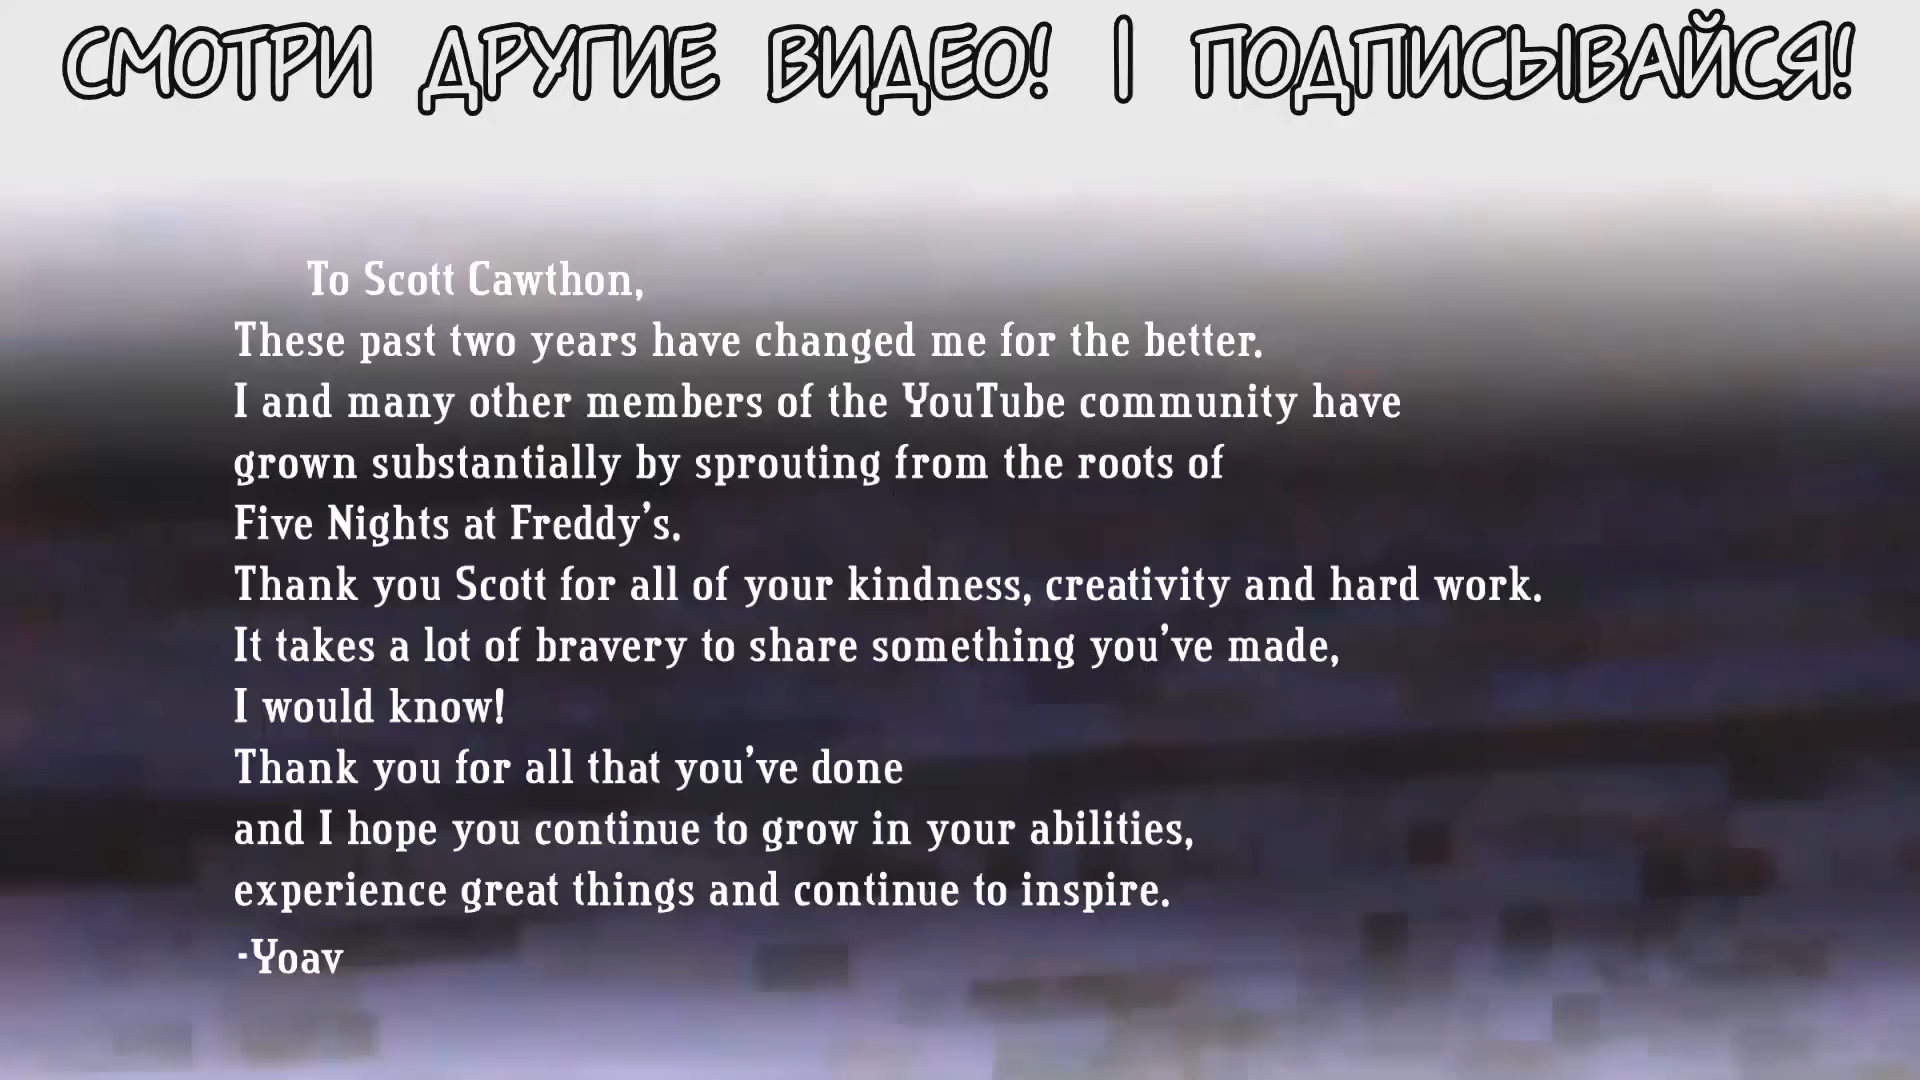 СМОТРИ ДРУГИЕ ВИДЕО! | ПОДПИСЫВАЙСЯ!
To Scott Cawthon,
These past two years have changed me for the better.
I and many other members of the YouTube community have
grown substantially by sprouting from the roots of
Five Nights at Freddy's.
Thank you Scott for all of your kindness, creativity and hard work.
It takes a lot of bravery to share something you've made,
I would know!
Thank you for all that you've done
and I hope you continue to grow in your abilities,
experience great things and continue to inspire.
-Yoav